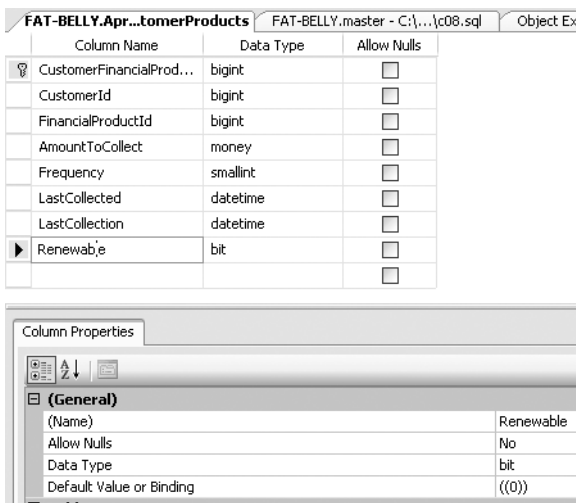 FAT-BELLY.Apr...tomerProducts FAT-BELLY.master - C:\...\c08.sql Object Ex
Column Name Data Type Allow Nulls
CustomerFinancialProd... bigint
CustomerId bigint
FinancialProductId bigint
AmountToCollect money
Frequency smallint
LastCollected datetime
LastCollection datetime
Renewable bit
Column Properties
(General)
(Name) Renewable
Allow Nulls No
Data Type bit
Default Value or Binding ((0))